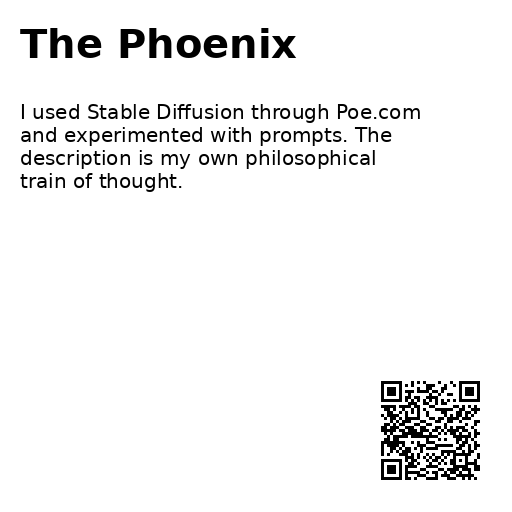 The Phoenix
I used Stable Diffusion through Poe.com
and experimented with prompts. The
description is my own philosophical
train of thought.